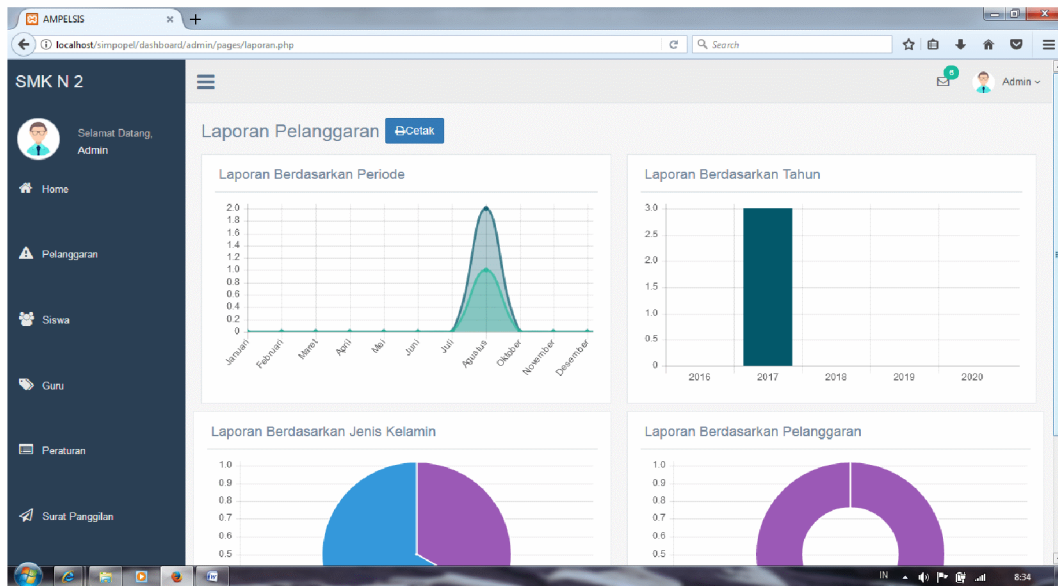 AMPELSIS
localhost/simpopel/dashboard/admin/pages/laporan.php
Search
SMK N 2
6
Admin
Selamat Datang,
Admin
Home
Pelanggaran
Siswa
Guru
Peraturan
Surat Panggilan
Laporan Pelanggaran Cetak
Laporan Berdasarkan Periode
2.0
1.8
1.6
1.4
1.2
1.0
0.8
0.6
0.4
0.2
0
Januari Februari Maret April Mei Juni Juli Agustus Oktober November Desember
Laporan Berdasarkan Tahun
3.0
2.5
2.0
1.5
1.0
0.5
0
2016 2017 2018 2019 2020
Laporan Berdasarkan Jenis Kelamin
1.0
0.9
0.8
0.7
0.6
0.5
Laporan Berdasarkan Pelanggaran
1.0
0.9
0.8
0.7
0.6
0.5
IN
8:34